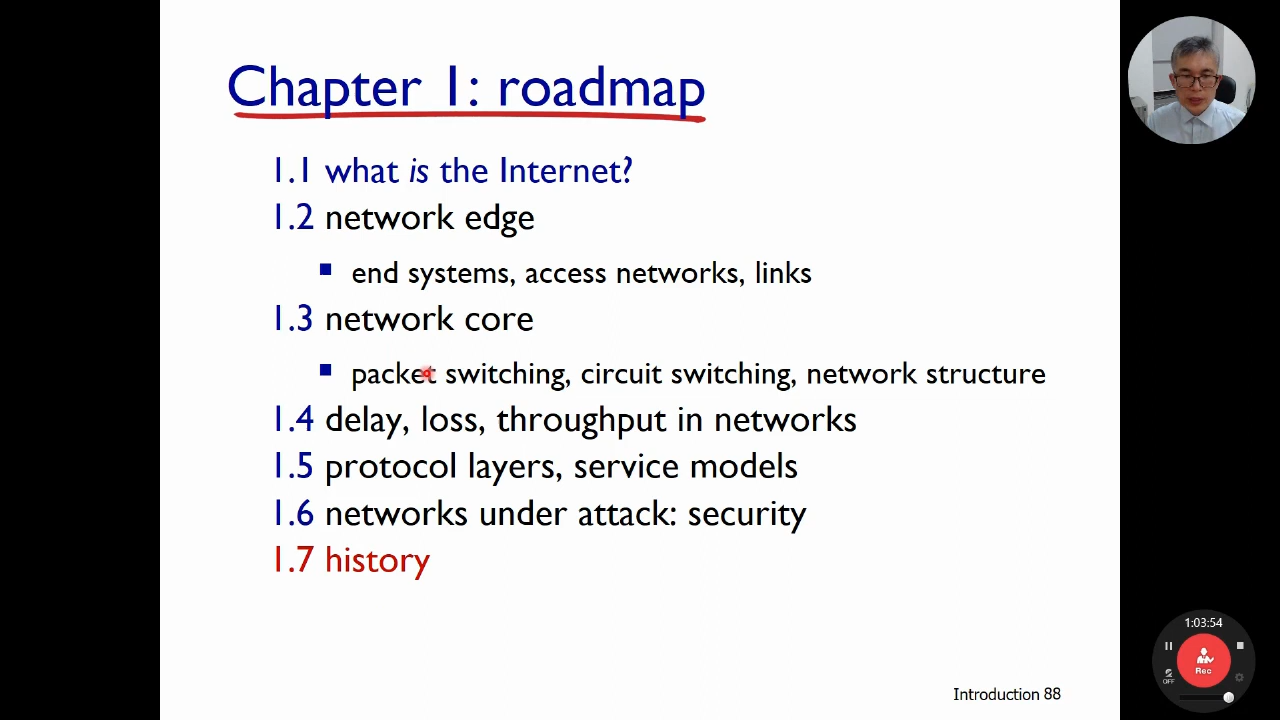 Chapter 1: roadmap
1.1 what is the Internet?
1.2 network edge
end systems, access networks, links
1.3 network core
packet switching, circuit switching, network structure
1.4 delay, loss, throughput in networks
1.5 protocol layers, service models
1.6 networks under attack: security
1.7 history
Introduction 88
1:03:54
Rec
OFF